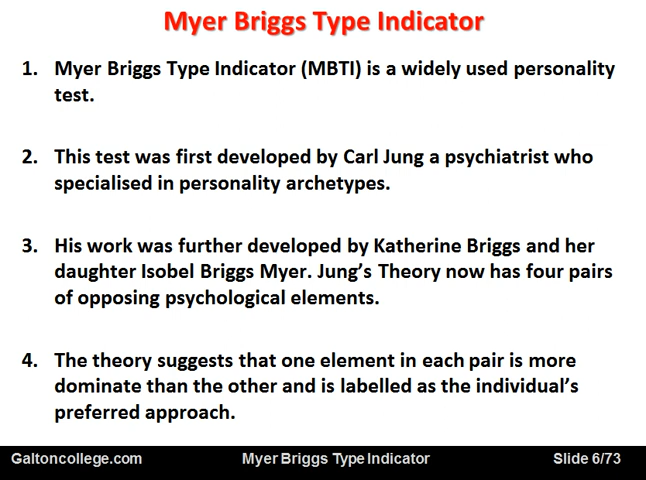 Myer Briggs Type Indicator
1. Myer Briggs Type Indicator (MBTI) is a widely used personality
test.
2. This test was first developed by Carl Jung a psychiatrist who
specialised in personality archetypes.
3. His work was further developed by Katherine Briggs and her
daughter Isobel Briggs Myer. Jung’s Theory now has four pairs
of opposing psychological elements.
4. The theory suggests that one element in each pair is more
dominate than the other and is labelled as the individual’s
preferred approach.
Galtoncollege.com Myer Briggs Type Indicator Slide 6/73